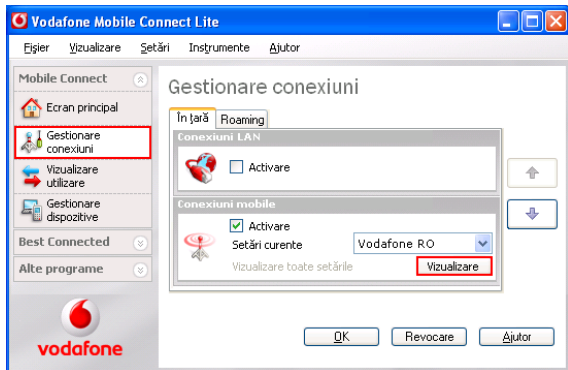 Vodafone Mobile Connect Lite
Fişier Vizualizare Setări Instrumente Ajutor
Mobile Connect
Ecran principal
Gestionare
conexiuni
Vizualizare
utilizare
Gestionare
dispozitive
Best Connected
Alte programe
vodafone
Gestionare conexiuni
În ţară Roaming
Conexiuni LAN
Activare
Conexiuni mobile
Activare
Setări curente Vodafone RO
Vizualizare toate setările Vizualizare
OK Revocare Ajutor